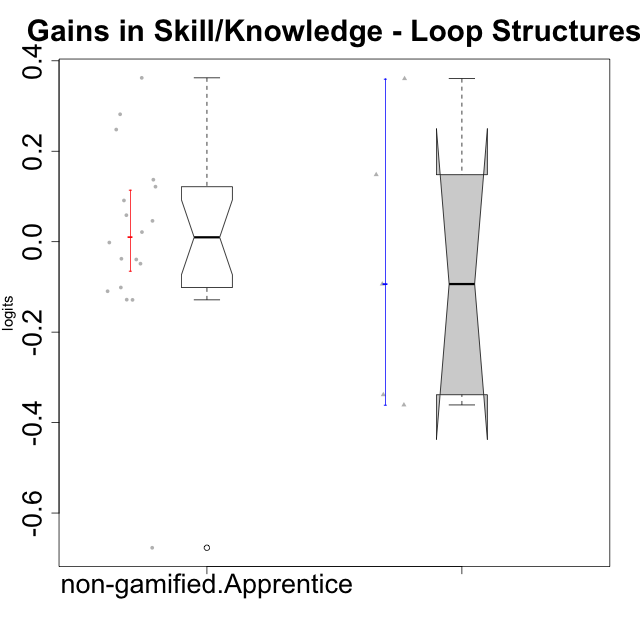 Gains in Skill/Knowledge - Loop Structures
0.4
0.2
0.0
-0.2
-0.4
-0.6
logits
non-gamified.Apprentice